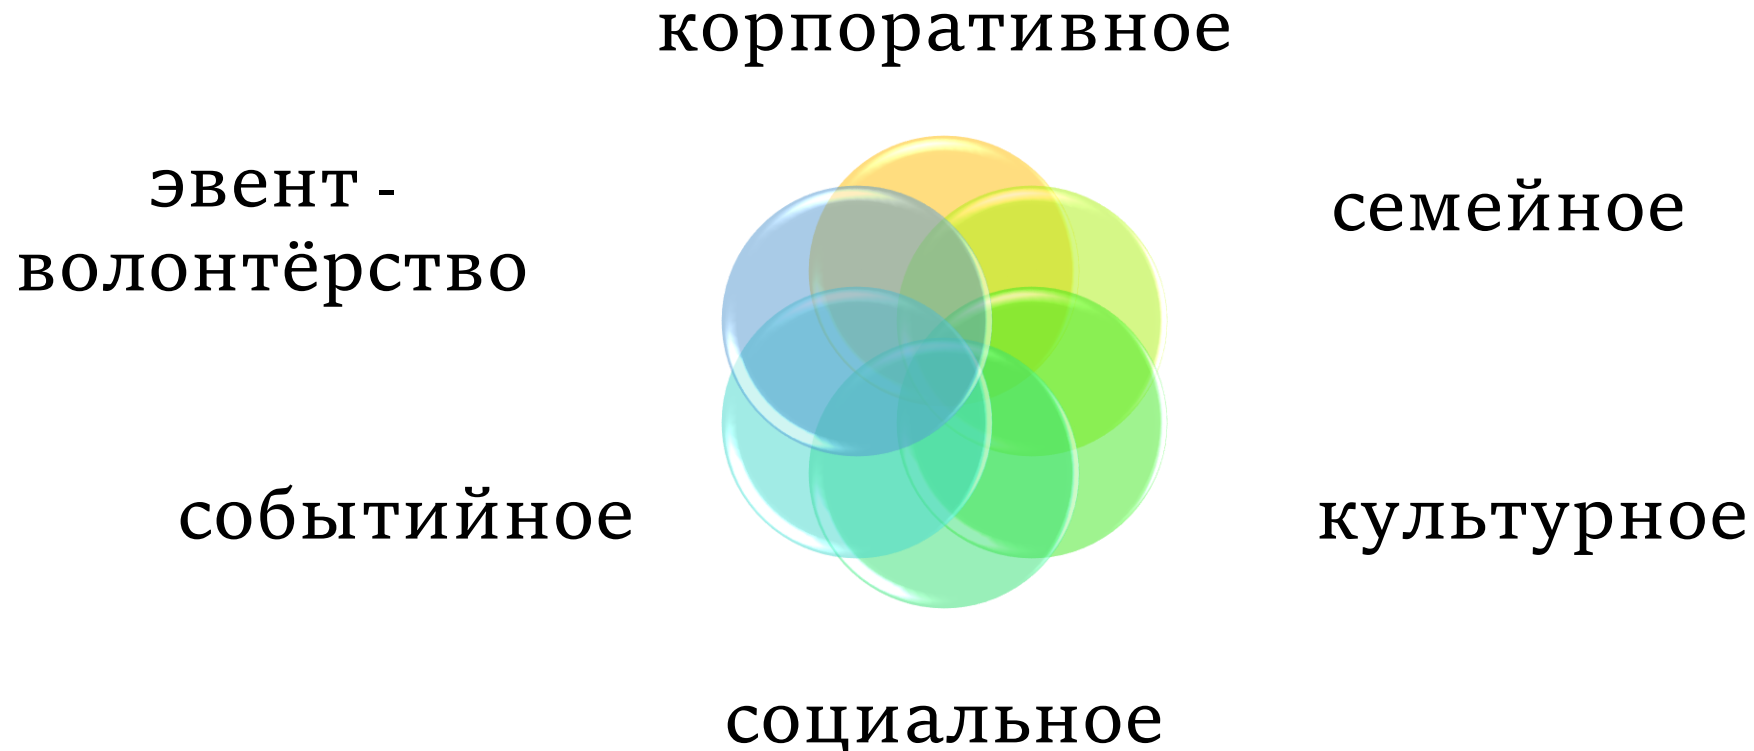 корпоративное
эвент -
волонтёрство
семейное
событийное
культурное
социальное